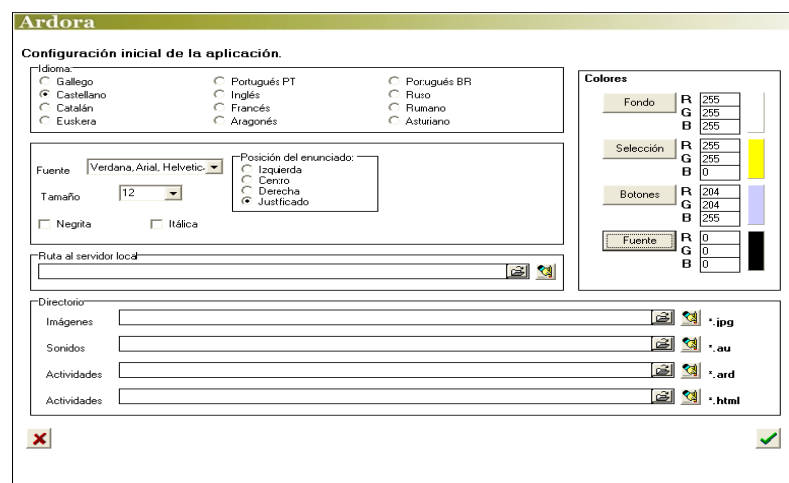 Ardora
Configuración inicial de la aplicación.
Idioma:
Gallego Portugués PT Portugués BR
Castellano Inglés Ruso
Catalán Francés Rumano
Euskera Aragonés Asturiano
Colores
Fondo R 255
G 255
B 255
Selección R 255
G 255
B 0
Botones R 204
G 204
B 255
Fuente R 0
G 0
B 0
Fuente Verdana, Arial, Helvetic-
Tamaño 12
Negrita Itálica
Posición del enunciado:
Izquierda
Centro
Derecha
Justificado
Ruta al servidor local
Directorio
Imágenes *.jpg
Sonidos *.au
Actividades *.ard
Actividades *.html